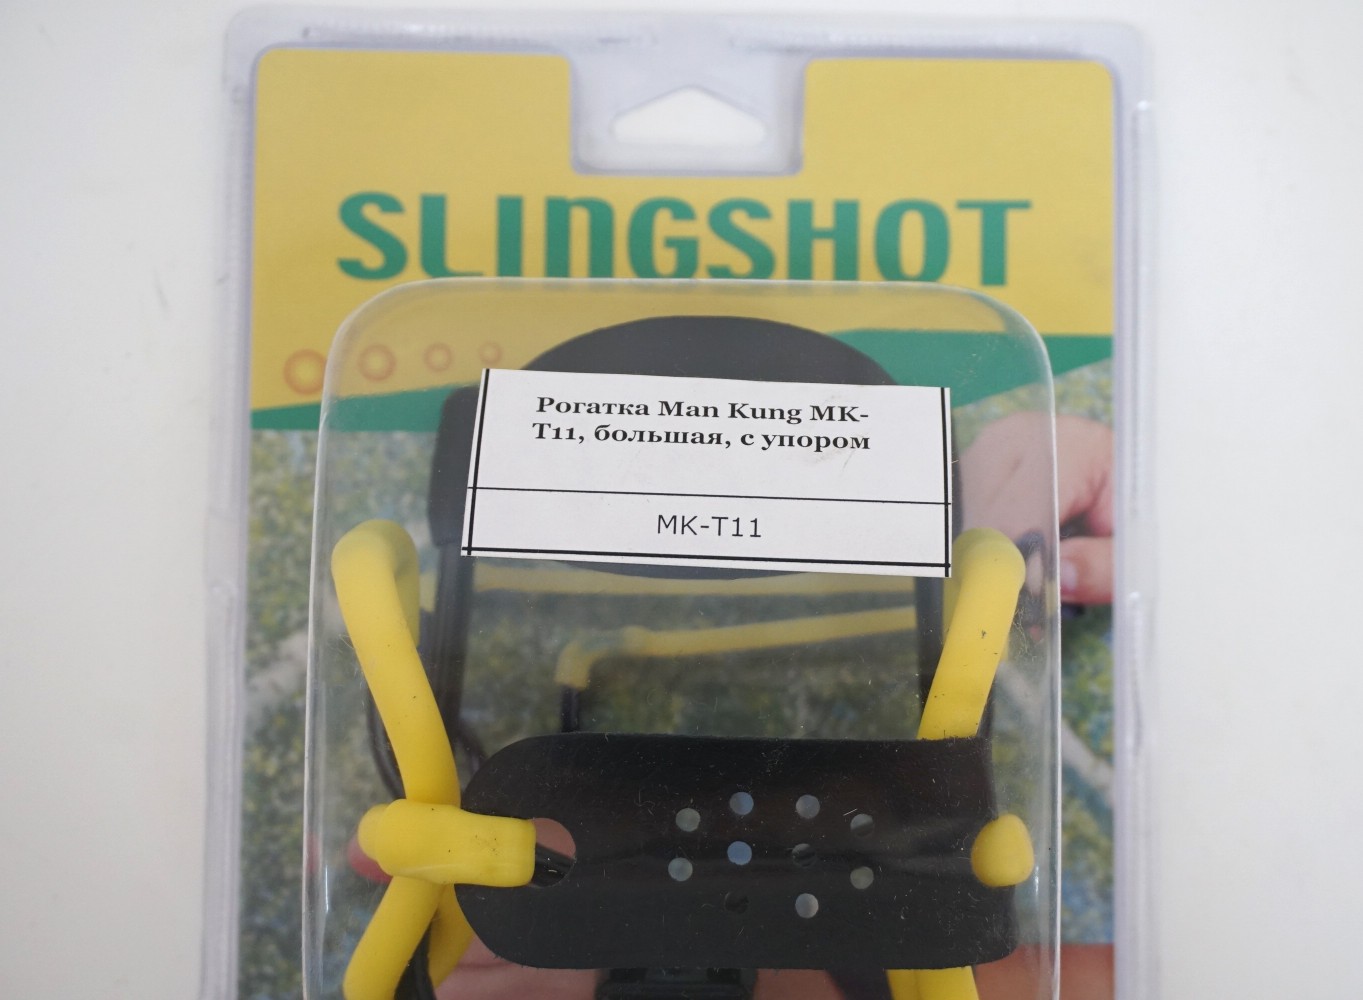 SLINGSHOT
Рогатка Man Kung MK-
T11, большая, с упором
MK-T11